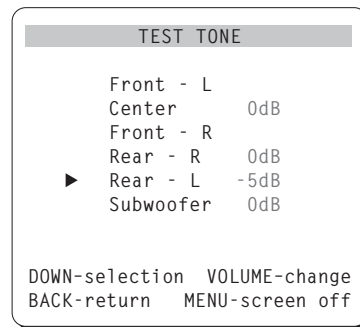 TEST TONE
Front - L
Center 0dB
Front - R
Rear - R 0dB
Rear - L -5dB
Subwoofer 0dB
DOWN-selection VOLUME-change
BACK-return MENU-screen off